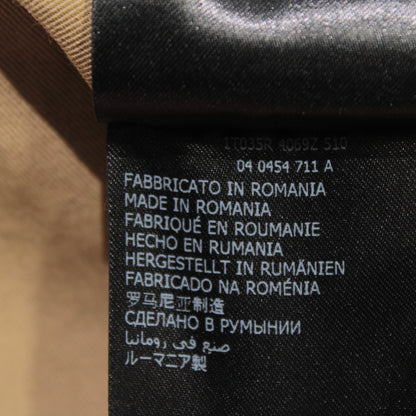 1T035R 4069Z 510
04 0454 711 A
FABBRICATO IN ROMANIA
MADE IN ROMANIA
FABRIQUÉ EN ROUMANIE
HECHO EN RUMANIA
HERGESTELLT IN RUMÄNIEN
FABRICADO NA ROMÉNIA
罗马尼亚制造
СДЕЛАНО В РУМЫНИИ
صنع في رومانيا
ルーマニア製